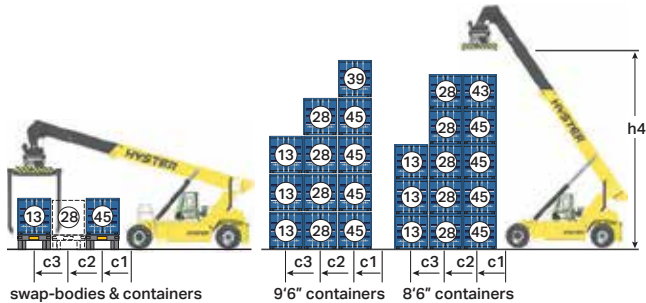 39
28 45
13 28 45
13 28 45
13 28 45
28 43
28 45
13 28 45
13 28 45
13 28 45
HYSTER
HYSTER
h4
13 28 45
c3 c2 c1
c3 c2 c1
c3 c2 c1
swap-bodies & containers
9'6" containers
8'6" containers